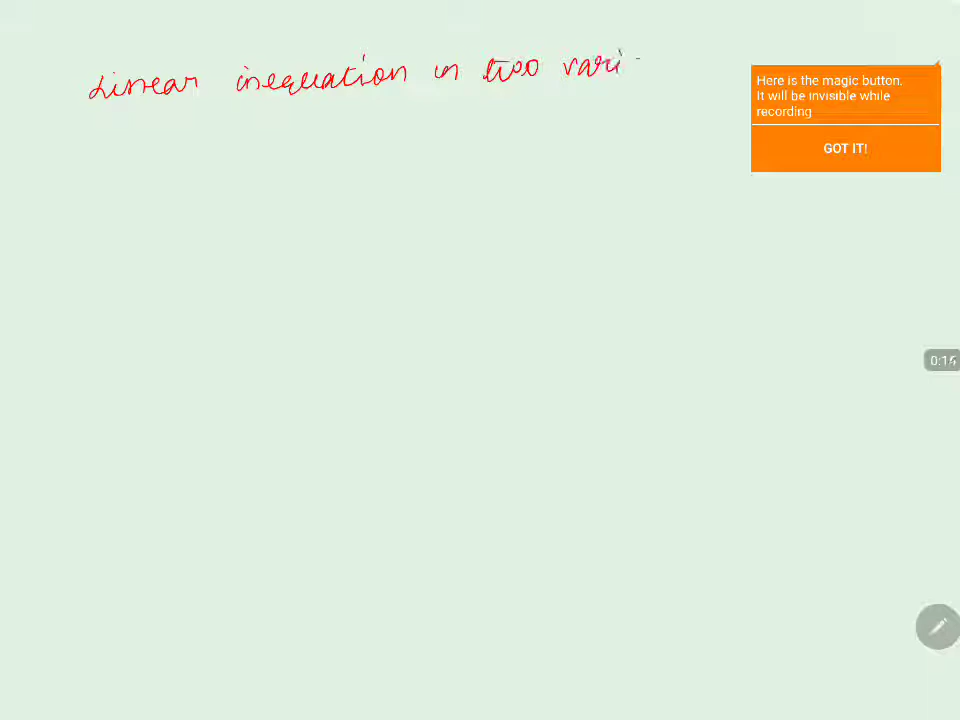 Linear inequation in two vari
Here is the magic button.
It will be invisible while
recording
GOT IT!
0:15